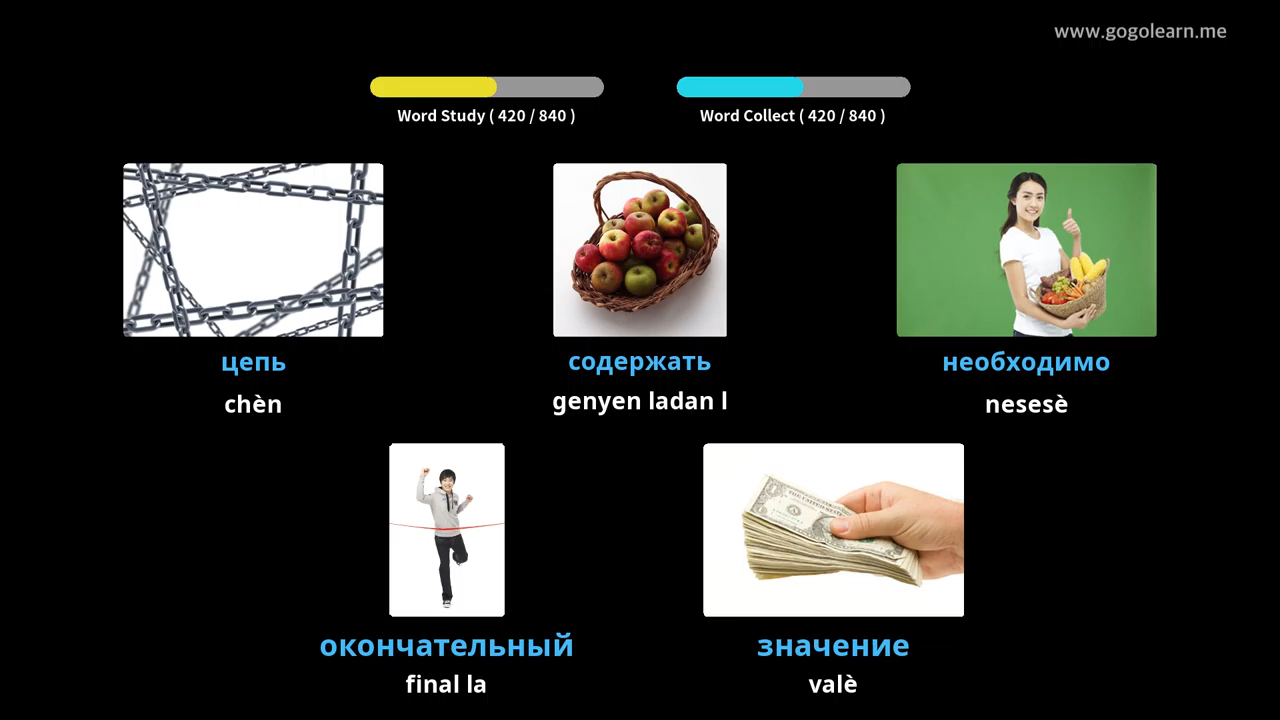 www.gogolearn.me
Word Study ( 420 / 840 )
Word Collect ( 420 / 840 )
цепь
содержать
необходимо
chèn
genyen ladan l
nesesè
окончательный
значение
final la
valè